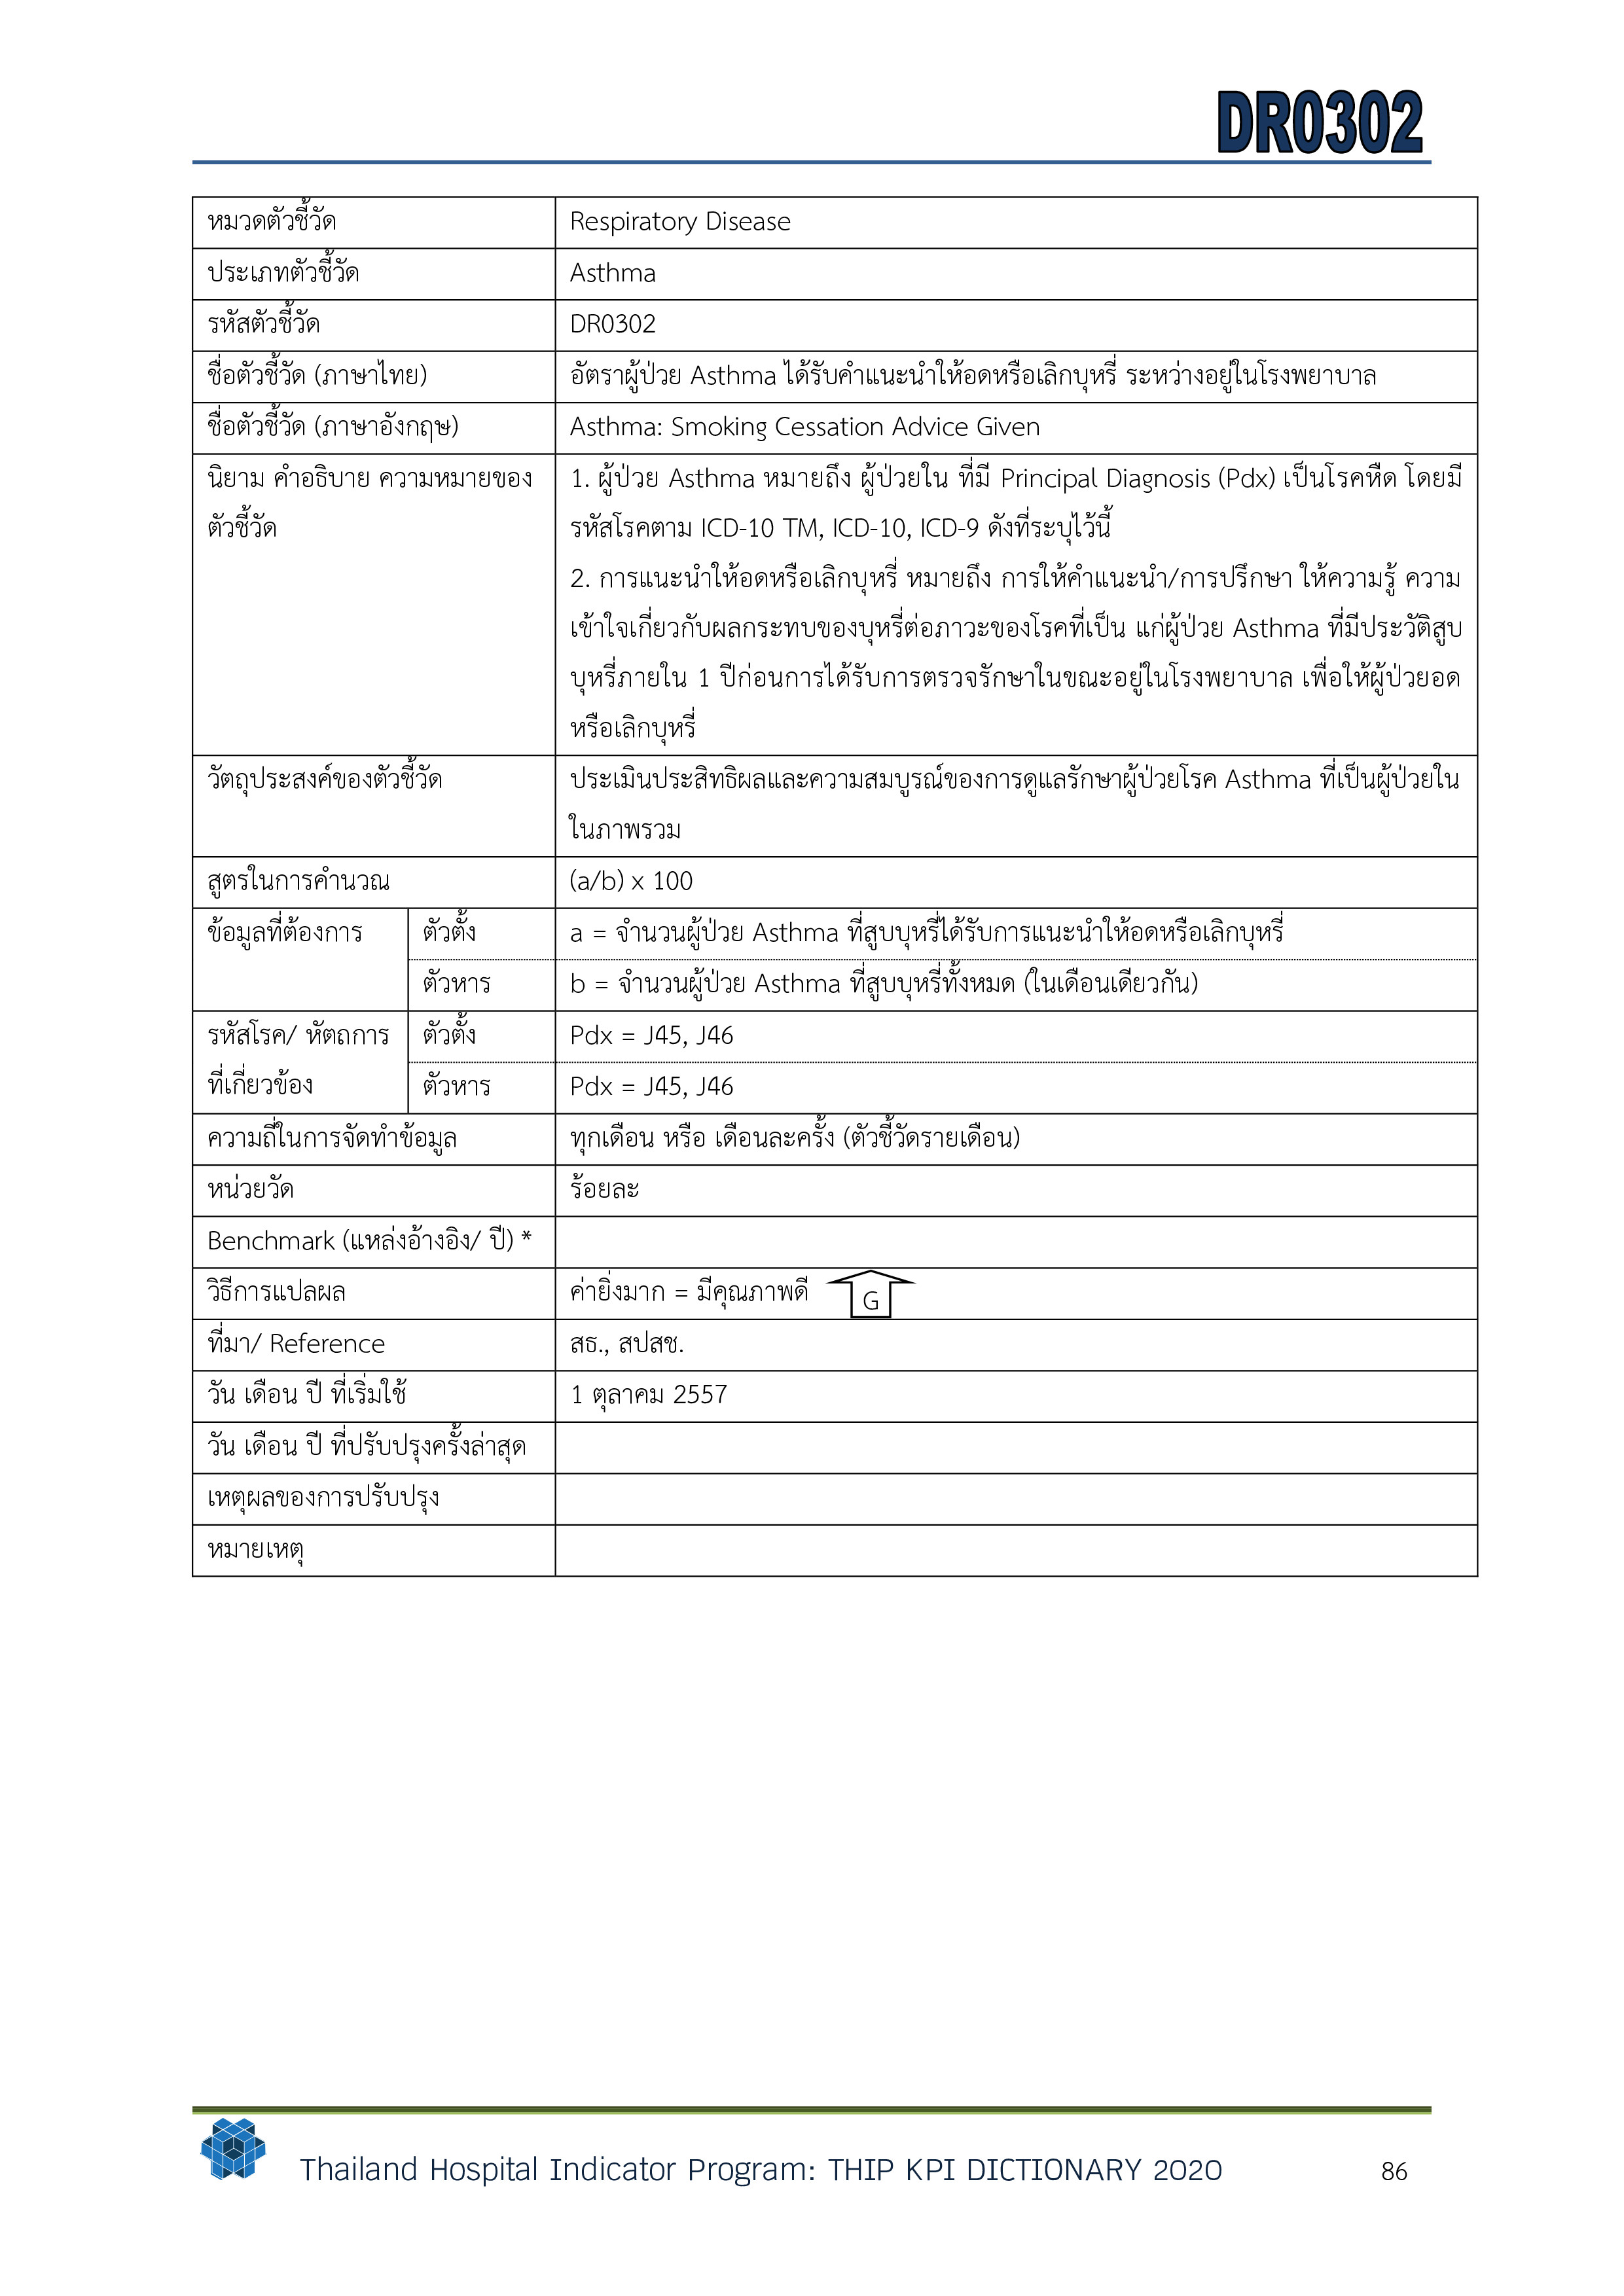 DR0302
หมวดตัวชี้วัด Respiratory Disease
ประเภทตัวชี้วัด Asthma
รหัสตัวชี้วัด DR0302
ชื่อตัวชี้วัด (ภาษาไทย) อัตราผู้ป่วย Asthma ได้รับคำแนะนำให้อดหรือเลิกบุหรี่ ระหว่างอยู่ในโรงพยาบาล
ชื่อตัวชี้วัด (ภาษาอังกฤษ) Asthma: Smoking Cessation Advice Given
นิยาม คำอธิบาย ความหมายของ
ตัวชี้วัด
1. ผู้ป่วย Asthma หมายถึง ผู้ป่วยใน ที่มี Principal Diagnosis (Pdx) เป็นโรคหืด โดยมี
รหัสโรคตาม ICD-10 TM, ICD-10, ICD-9 ดังที่ระบุไว้นี้
2. การแนะนำให้อดหรือเลิกบุหรี่ หมายถึง การให้คำแนะนำ/การปรึกษา ให้ความรู้ ความ
เข้าใจเกี่ยวกับผลกระทบของบุหรี่ต่อภาวะของโรคที่เป็น แก่ผู้ป่วย Asthma ที่มีประวัติสูบ
บุหรี่ภายใน 1 ปีก่อนการได้รับการตรวจรักษาในขณะอยู่ในโรงพยาบาล เพื่อให้ผู้ป่วยอด
หรือเลิกบุหรี่
วัตถุประสงค์ของตัวชี้วัด ประเมินประสิทธิผลและความสมบูรณ์ของการดูแลรักษาผู้ป่วยโรค Asthma ที่เป็นผู้ป่วยใน
ในภาพรวม
สูตรในการคำนวณ (a/b) x 100
ข้อมูลที่ต้องการ ตัวตั้ง a = จำนวนผู้ป่วย Asthma ที่สูบบุหรี่ได้รับการแนะนำให้อดหรือเลิกบุหรี่
ตัวหาร b = จำนวนผู้ป่วย Asthma ที่สูบบุหรี่ทั้งหมด (ในเดือนเดียวกัน)
รหัสโรค/ หัตถการ ตัวตั้ง Pdx = J45, J46
ที่เกี่ยวข้อง ตัวหาร Pdx = J45, J46
ความถี่ในการจัดทำข้อมูล ทุกเดือน หรือ เดือนละครั้ง (ตัวชี้วัดรายเดือน)
หน่วยวัด ร้อยละ
Benchmark (แหล่งอ้างอิง/ ปี) *
วิธีการแปลผล ค่ายิ่งมาก = มีคุณภาพดี G
ที่มา/ Reference สธ., สปสช.
วัน เดือน ปี ที่เริ่มใช้ 1 ตุลาคม 2557
วัน เดือน ปี ที่ปรับปรุงครั้งล่าสุด
เหตุผลของการปรับปรุง
หมายเหตุ
Thailand Hospital Indicator Program: THIP KPI DICTIONARY 2020 86